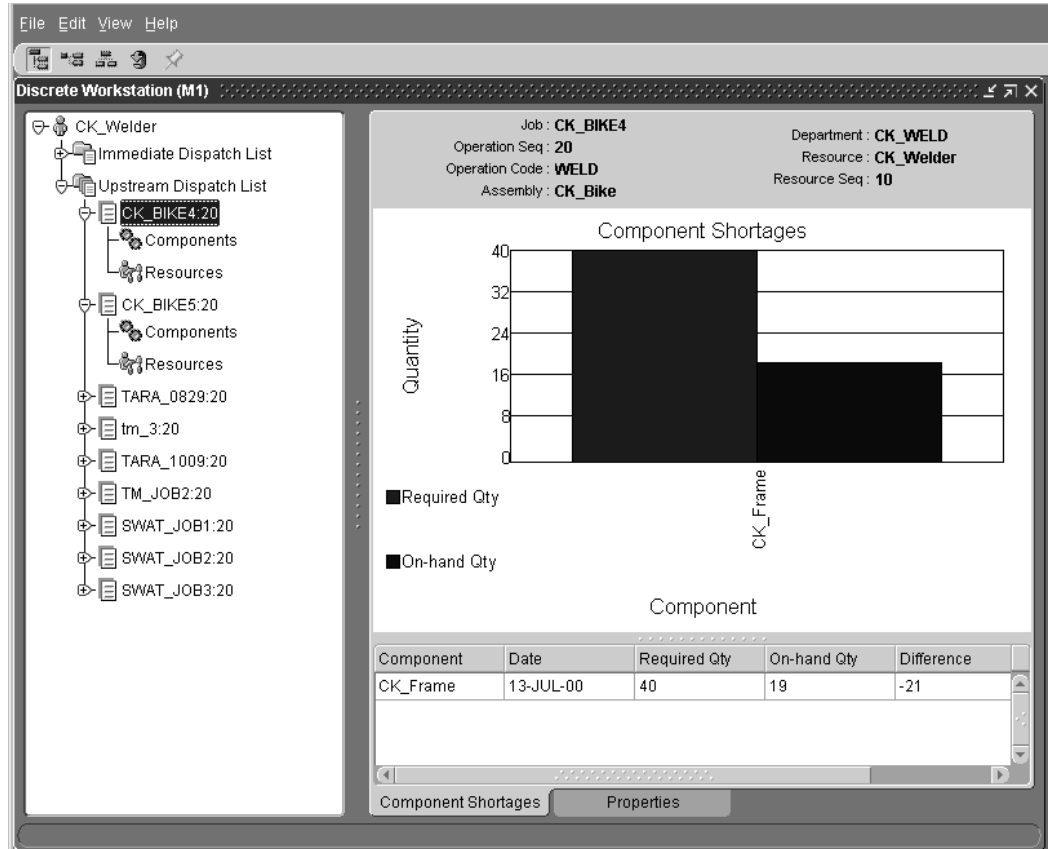 File Edit View Help
Discrete Workstation (M1)
CK_Welder
Immediate Dispatch List
Upstream Dispatch List
CK_BIKE4:20
Components
Resources
CK_BIKE5:20
Components
Resources
TARA_0829:20
tm_3:20
TARA_1009:20
TM_JOB2:20
SWAT_JOB1:20
SWAT_JOB2:20
SWAT_JOB3:20
Job : CK_BIKE4
Operation Seq : 20
Operation Code : WELD
Assembly : CK_Bike
Department : CK_WELD
Resource : CK_Welder
Resource Seq : 10
Component Shortages
Quantity
40
32
24
16
8
0
CK_Frame
Required Qty
On-hand Qty
Component
Component Date Required Qty On-hand Qty Difference
CK_Frame 13-JUL-00 40 19 -21
Component Shortages Properties